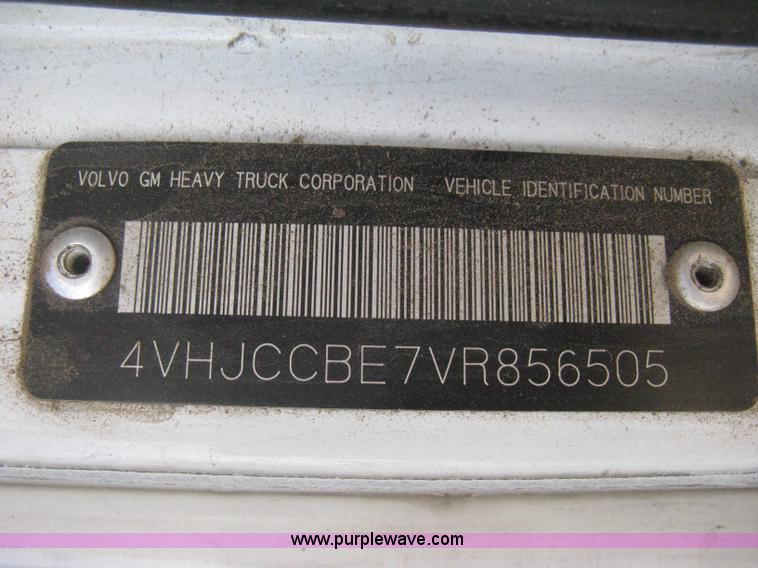 VOLVO GM HEAVY TRUCK CORPORATION VEHICLE IDENTIFICATION NUMBER
4VHJCCBE7VR856505
www.purplewave.com